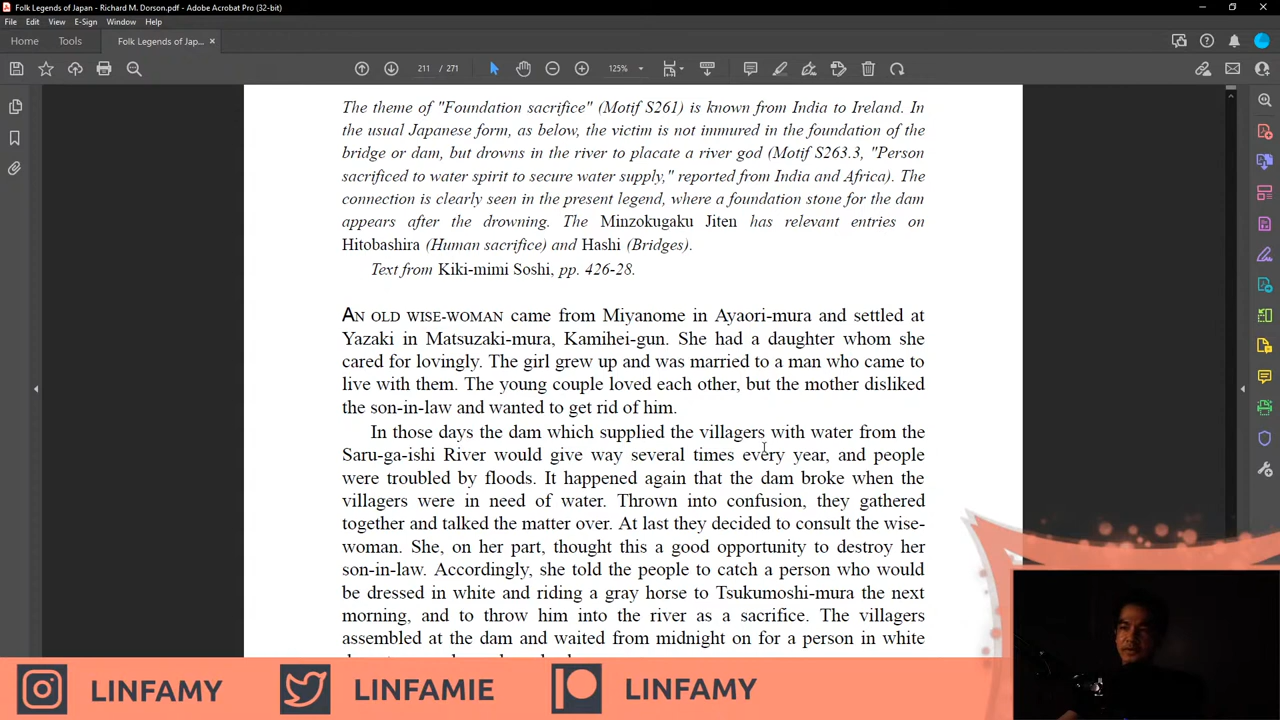 Folk Legends of Japan - Richard M. Dorson.pdf - Adobe Acrobat Pro (32-bit)
File Edit View E-Sign Window Help
Home Tools Folk Legends of Jap... ×
211 / 271 125%
The theme of "Foundation sacrifice" (Motif S261) is known from India to Ireland. In
the usual Japanese form, as below, the victim is not immured in the foundation of the
bridge or dam, but drowns in the river to placate a river god (Motif S263.3, "Person
sacrificed to water spirit to secure water supply," reported from India and Africa). The
connection is clearly seen in the present legend, where a foundation stone for the dam
appears after the drowning. The Minzokugaku Jiten has relevant entries on
Hitobashira (Human sacrifice) and Hashi (Bridges).
Text from Kiki-mimi Soshi, pp. 426-28.
AN OLD WISE-WOMAN came from Miyanome in Ayaori-mura and settled at
Yazaki in Matsuzaki-mura, Kamihei-gun. She had a daughter whom she
cared for lovingly. The girl grew up and was married to a man who came to
live with them. The young couple loved each other, but the mother disliked
the son-in-law and wanted to get rid of him.
In those days the dam which supplied the villagers with water from the
Saru-ga-ishi River would give way several times every year, and people
were troubled by floods. It happened again that the dam broke when the
villagers were in need of water. Thrown into confusion, they gathered
together and talked the matter over. At last they decided to consult the wise-
woman. She, on her part, thought this a good opportunity to destroy her
son-in-law. Accordingly, she told the people to catch a person who would
be dressed in white and riding a gray horse to Tsukumoshi-mura the next
morning, and to throw him into the river as a sacrifice. The villagers
assembled at the dam and waited from midnight on for a person in white
LINFAMY LINFAMIE LINFAMY